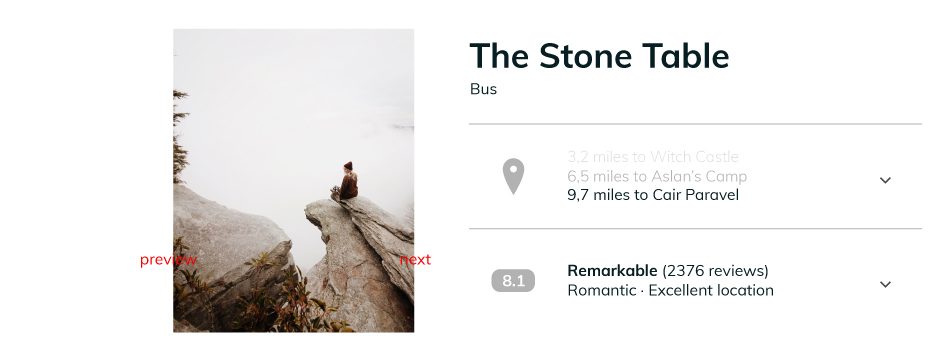 The Stone Table
Bus
3,2 miles to Witch Castle
6,5 miles to Aslan's Camp
9,7 miles to Cair Paravel
preview
next
8.1
Remarkable (2376 reviews)
Romantic · Excellent location